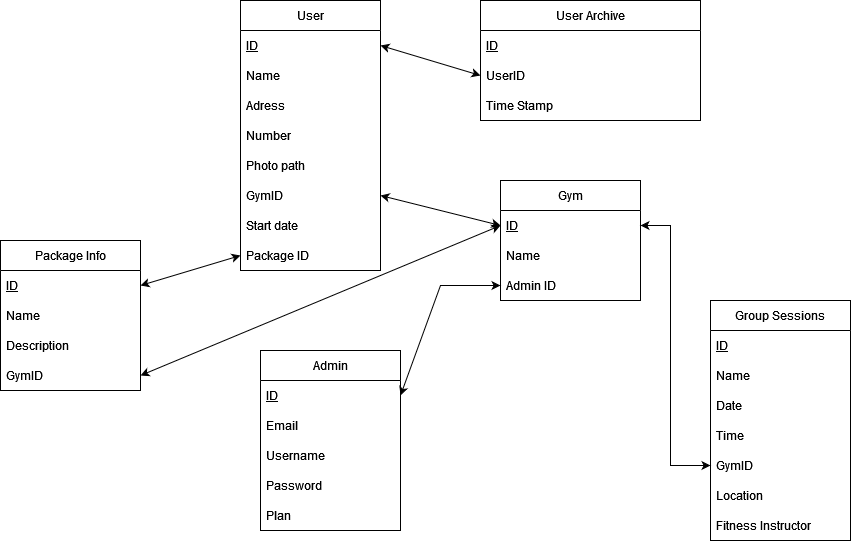 User
ID
Name
Adress
Number
Photo path
GymID
Start date
Package ID
User Archive
ID
UserID
Time Stamp
Gym
ID
Name
Admin ID
Package Info
ID
Name
Description
GymID
Admin
ID
Email
Username
Password
Plan
Group Sessions
ID
Name
Date
Time
GymID
Location
Fitness Instructor